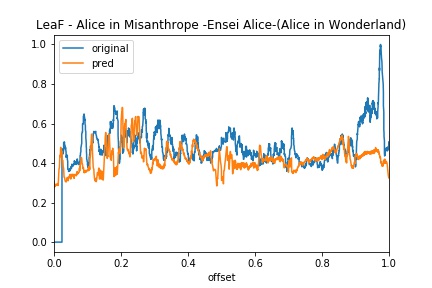 LeaF - Alice in Misanthrope -Ensei Alice-(Alice in Wonderland)
original
pred
1.0
0.8
0.6
0.4
0.2
0.0
0.0 0.2 0.4 0.6 0.8 1.0
offset